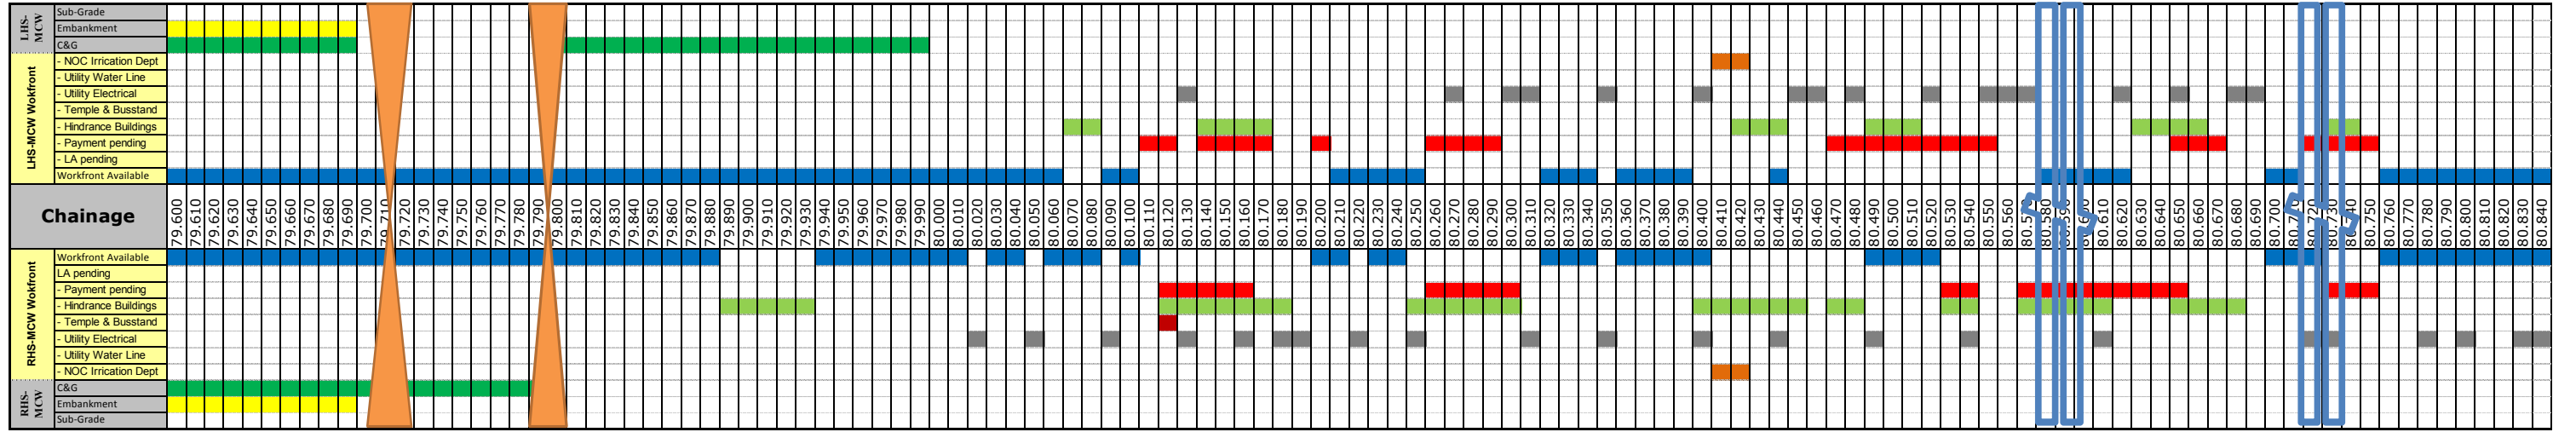 LHS-
MCW
Sub-Grade
Embankment
C&G
LHS-MCW Wokfront
- NOC Irrication Dept
- Utility Water Line
- Utility Electrical
- Temple & Busstand
- Hindrance Buildings
- Payment pending
- LA pending
Workfront Available
Chainage
79.600 79.610 79.620 79.630 79.640 79.650 79.660 79.670 79.680 79.690 79.700 79.710 79.720 79.730 79.740 79.750 79.760 79.770 79.780 79.790 79.800 79.810 79.820 79.830 79.840 79.850 79.860 79.870 79.880 79.890 79.900 79.910 79.920 79.930 79.940 79.950 79.960 79.970 79.980 79.990 80.000 80.010 80.020 80.030 80.040 80.050 80.060 80.070 80.080 80.090 80.100 80.110 80.120 80.130 80.140 80.150 80.160 80.170 80.180 80.190 80.200 80.210 80.220 80.230 80.240 80.250 80.260 80.270 80.280 80.290 80.300 80.310 80.320 80.330 80.340 80.350 80.360 80.370 80.380 80.390 80.400 80.410 80.420 80.430 80.440 80.450 80.460 80.470 80.480 80.490 80.500 80.510 80.520 80.530 80.540 80.550 80.560 80.610 80.620 80.630 80.640 80.650 80.660 80.670 80.680 80.690 80.700 80.750 80.760 80.770 80.780 80.790 80.800 80.810 80.820 80.830 80.840
RHS-MCW Wokfront
Workfront Available
LA pending
- Payment pending
- Hindrance Buildings
- Temple & Busstand
- Utility Electrical
- Utility Water Line
- NOC Irrication Dept
RHS-
MCW
C&G
Embankment
Sub-Grade